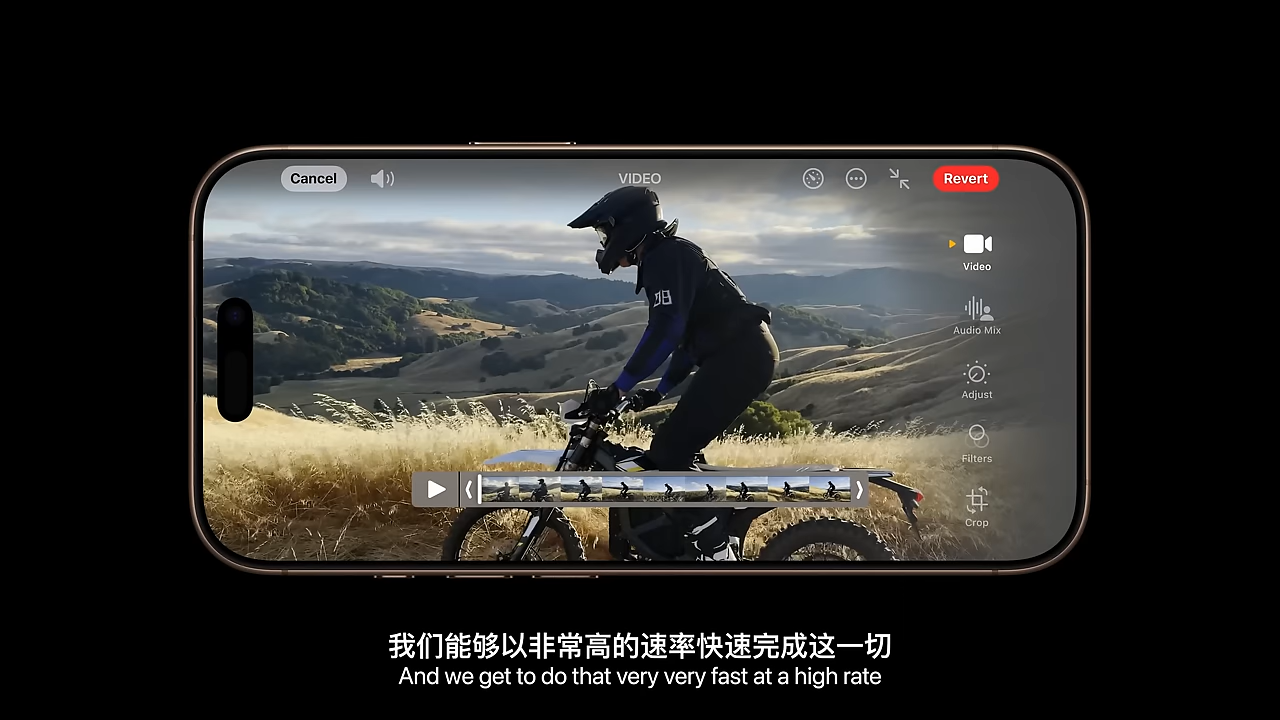 Cancel
VIDEO
Revert
Video
Audio Mix
Adjust
Filters
Crop
我们能够以非常高的速率快速完成这一切
And we get to do that very very fast at a high rate